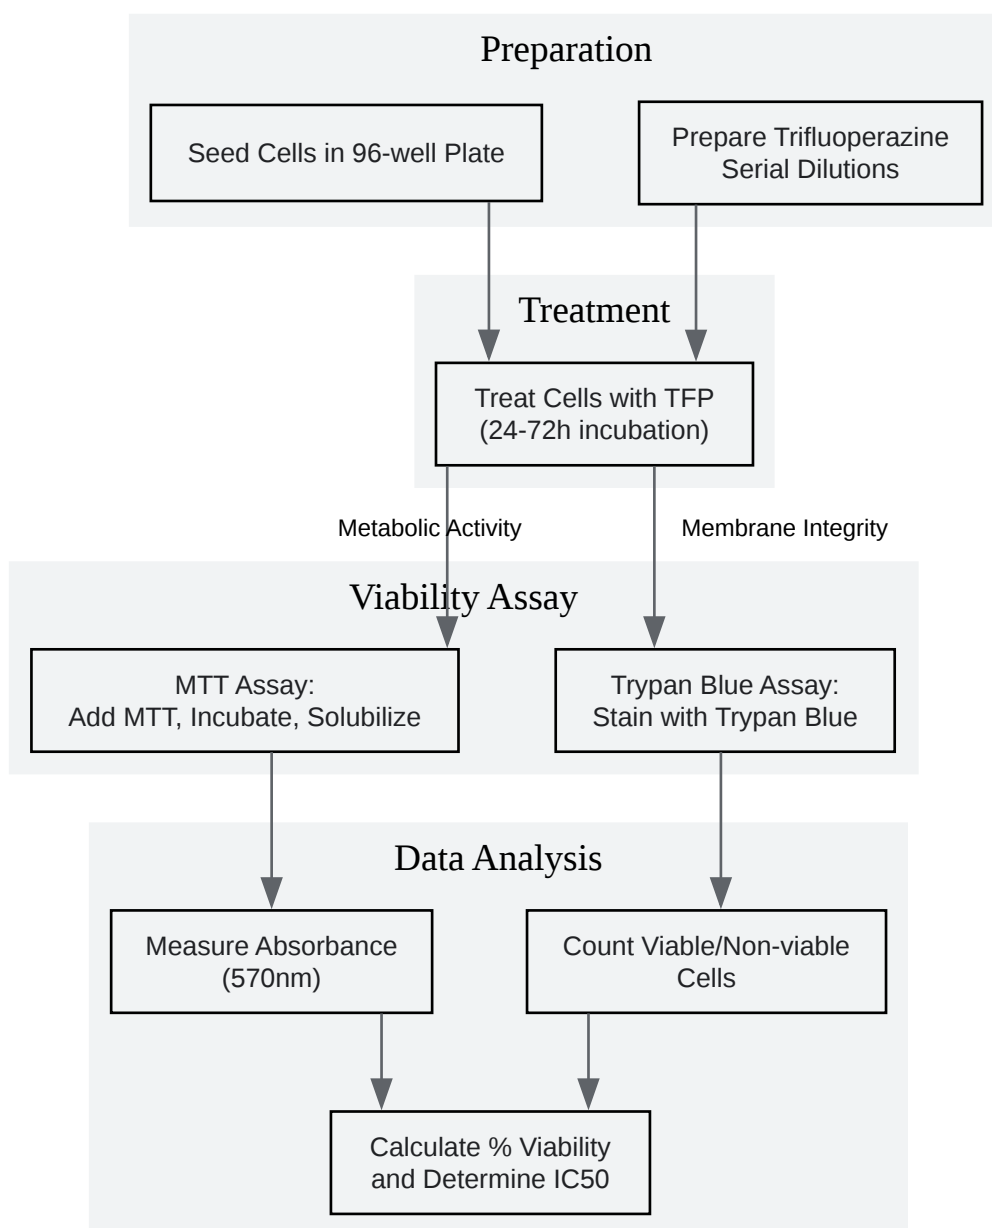 Preparation
Seed Cells in 96-well Plate
Prepare Trifluoperazine
Serial Dilutions
Treatment
Treat Cells with TFP
(24-72h incubation)
Metabolic Activity
Membrane Integrity
Viability Assay
MTT Assay:
Add MTT, Incubate, Solubilize
Trypan Blue Assay:
Stain with Trypan Blue
Data Analysis
Measure Absorbance
(570nm)
Count Viable/Non-viable
Cells
Calculate % Viability
and Determine IC50